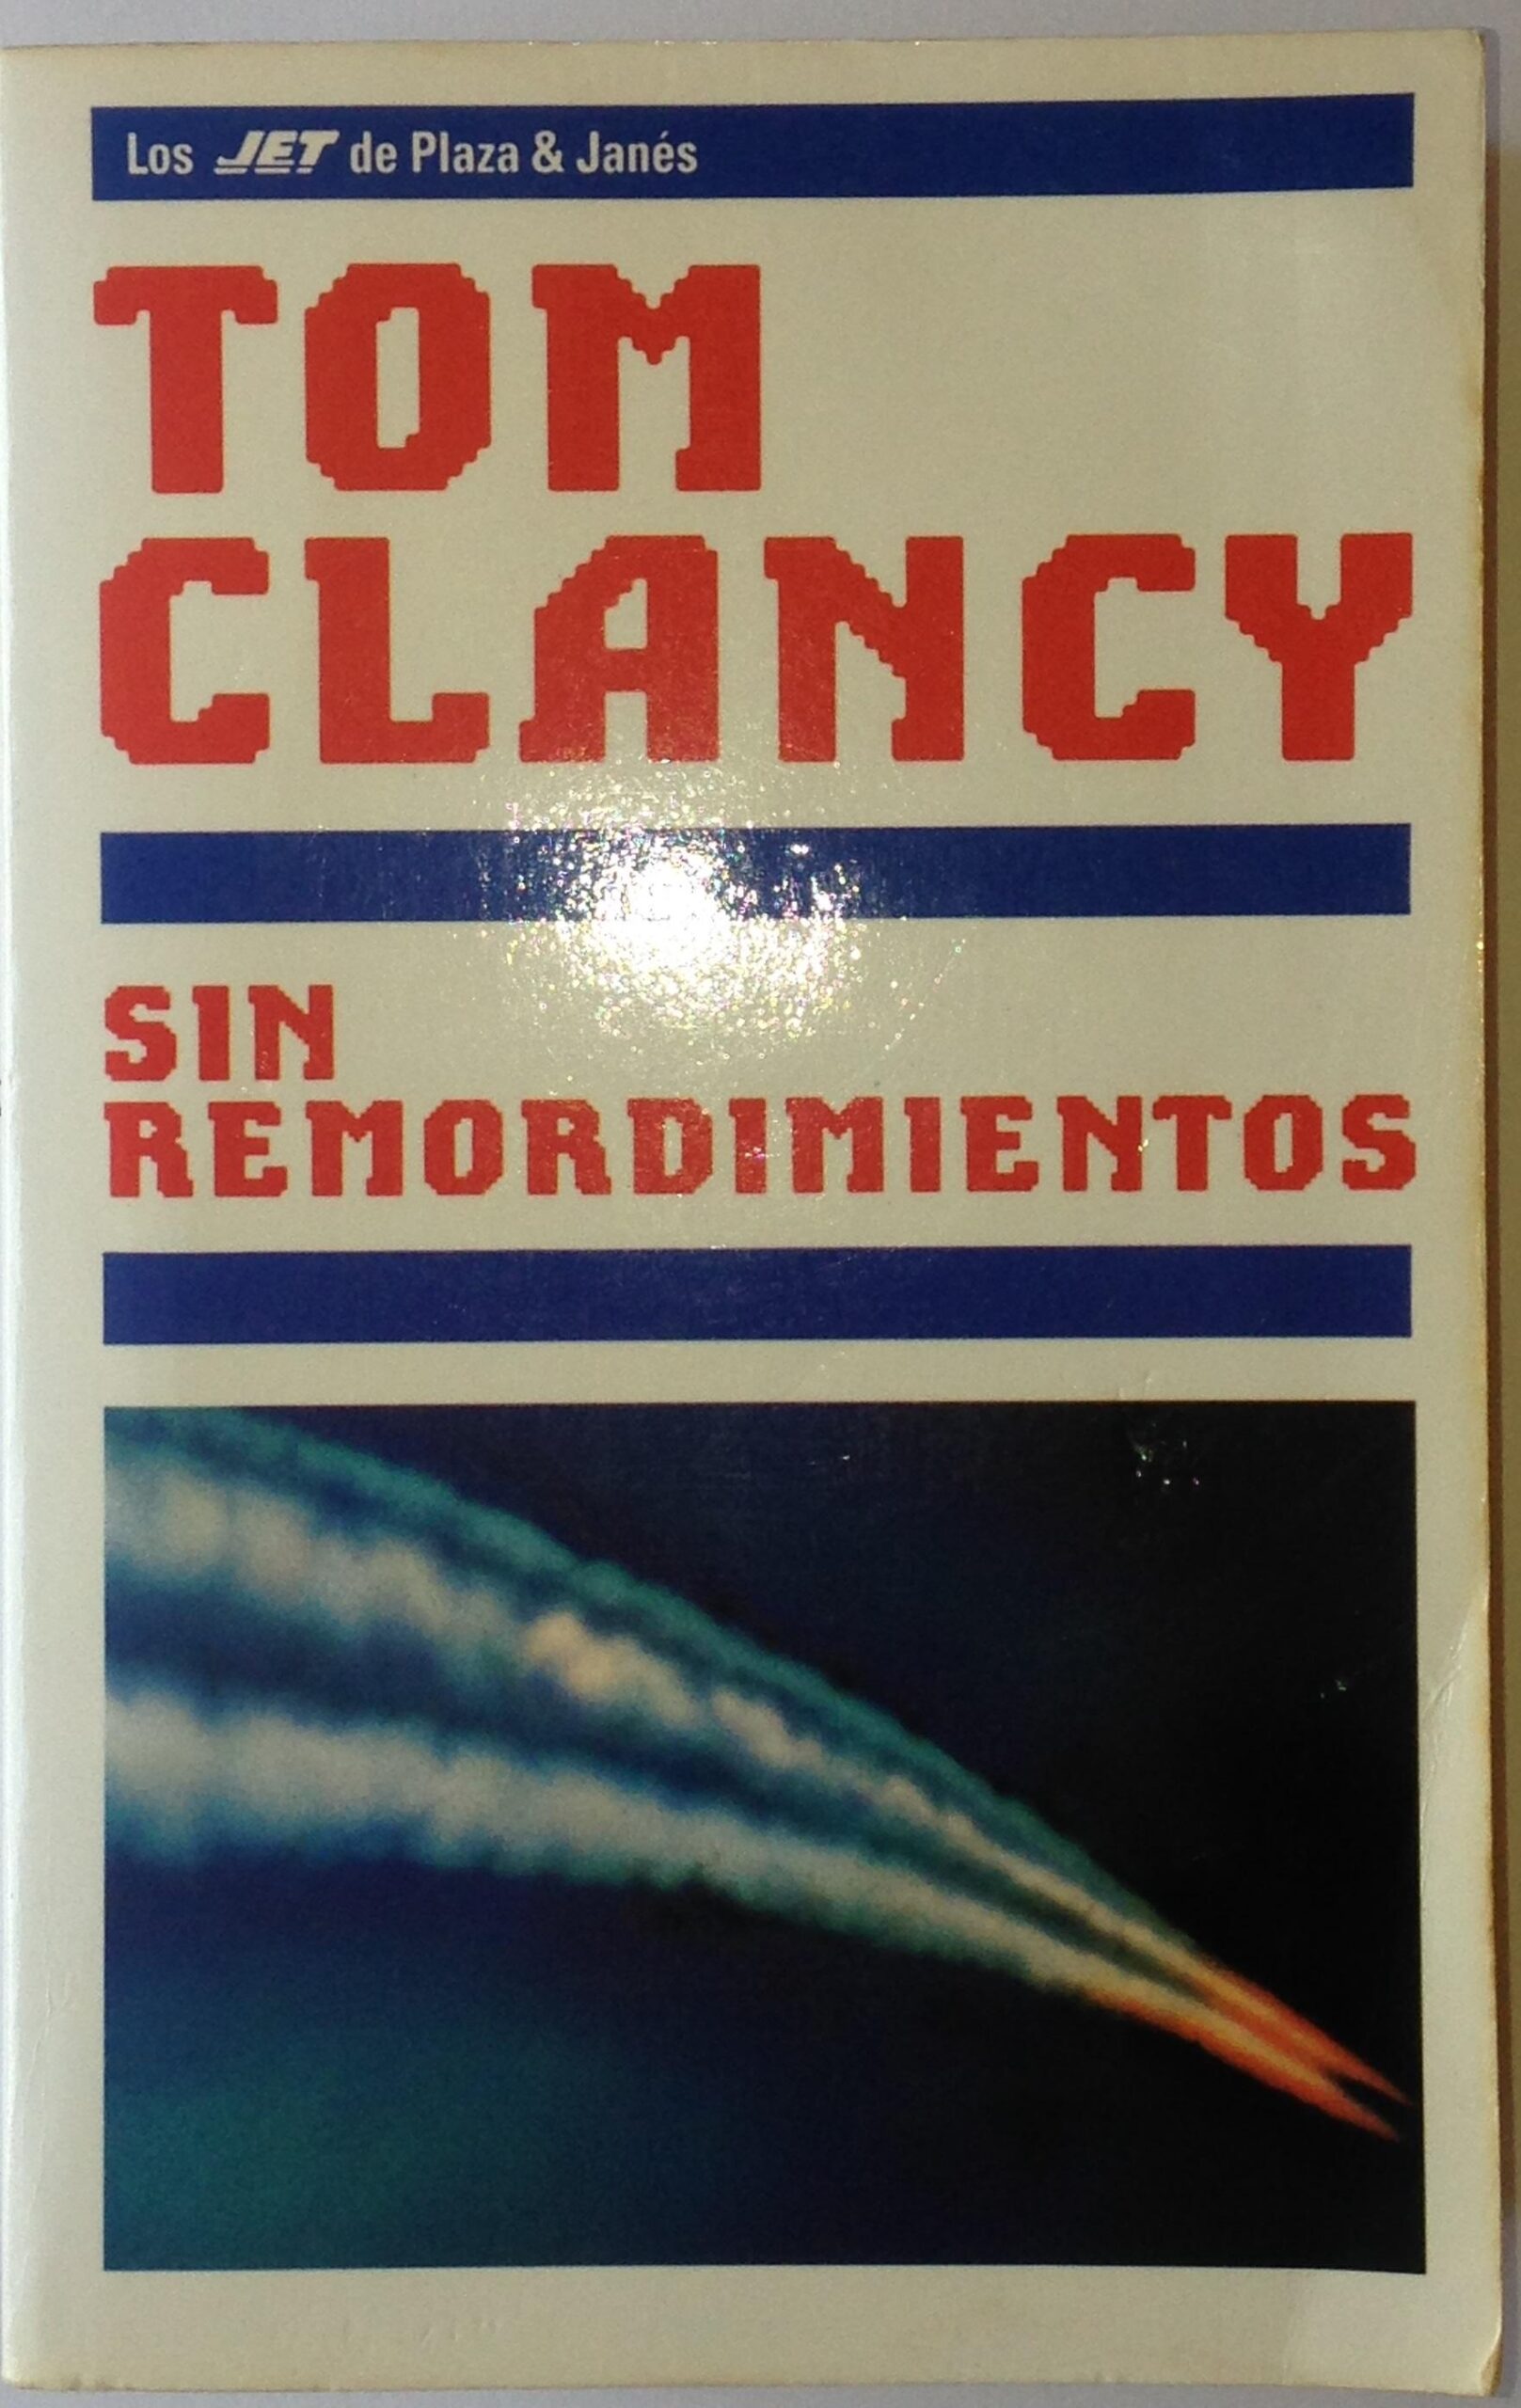 Los JET de Plaza & Janés
TOM
CLANCY
SIN
REMORDIMIENTOS